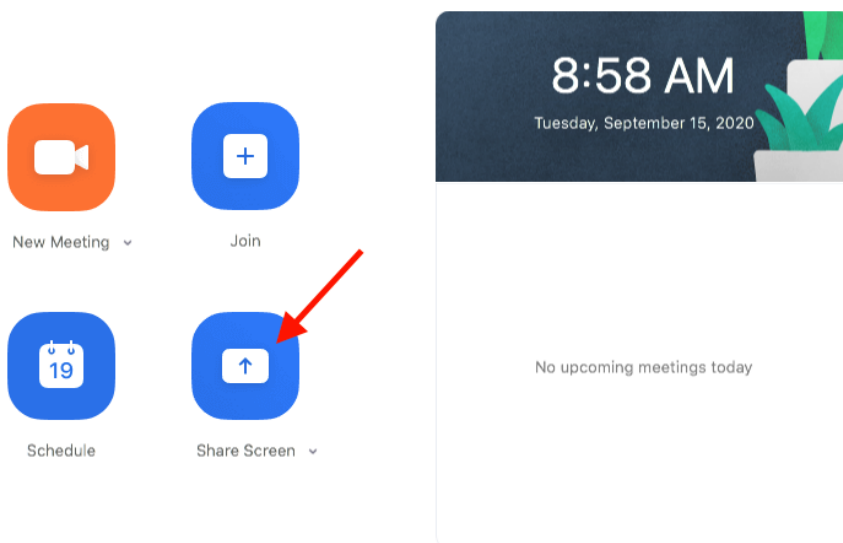 8:58 AM
Tuesday, September 15, 2020
New Meeting
Join
19
Schedule
Share Screen
No upcoming meetings today